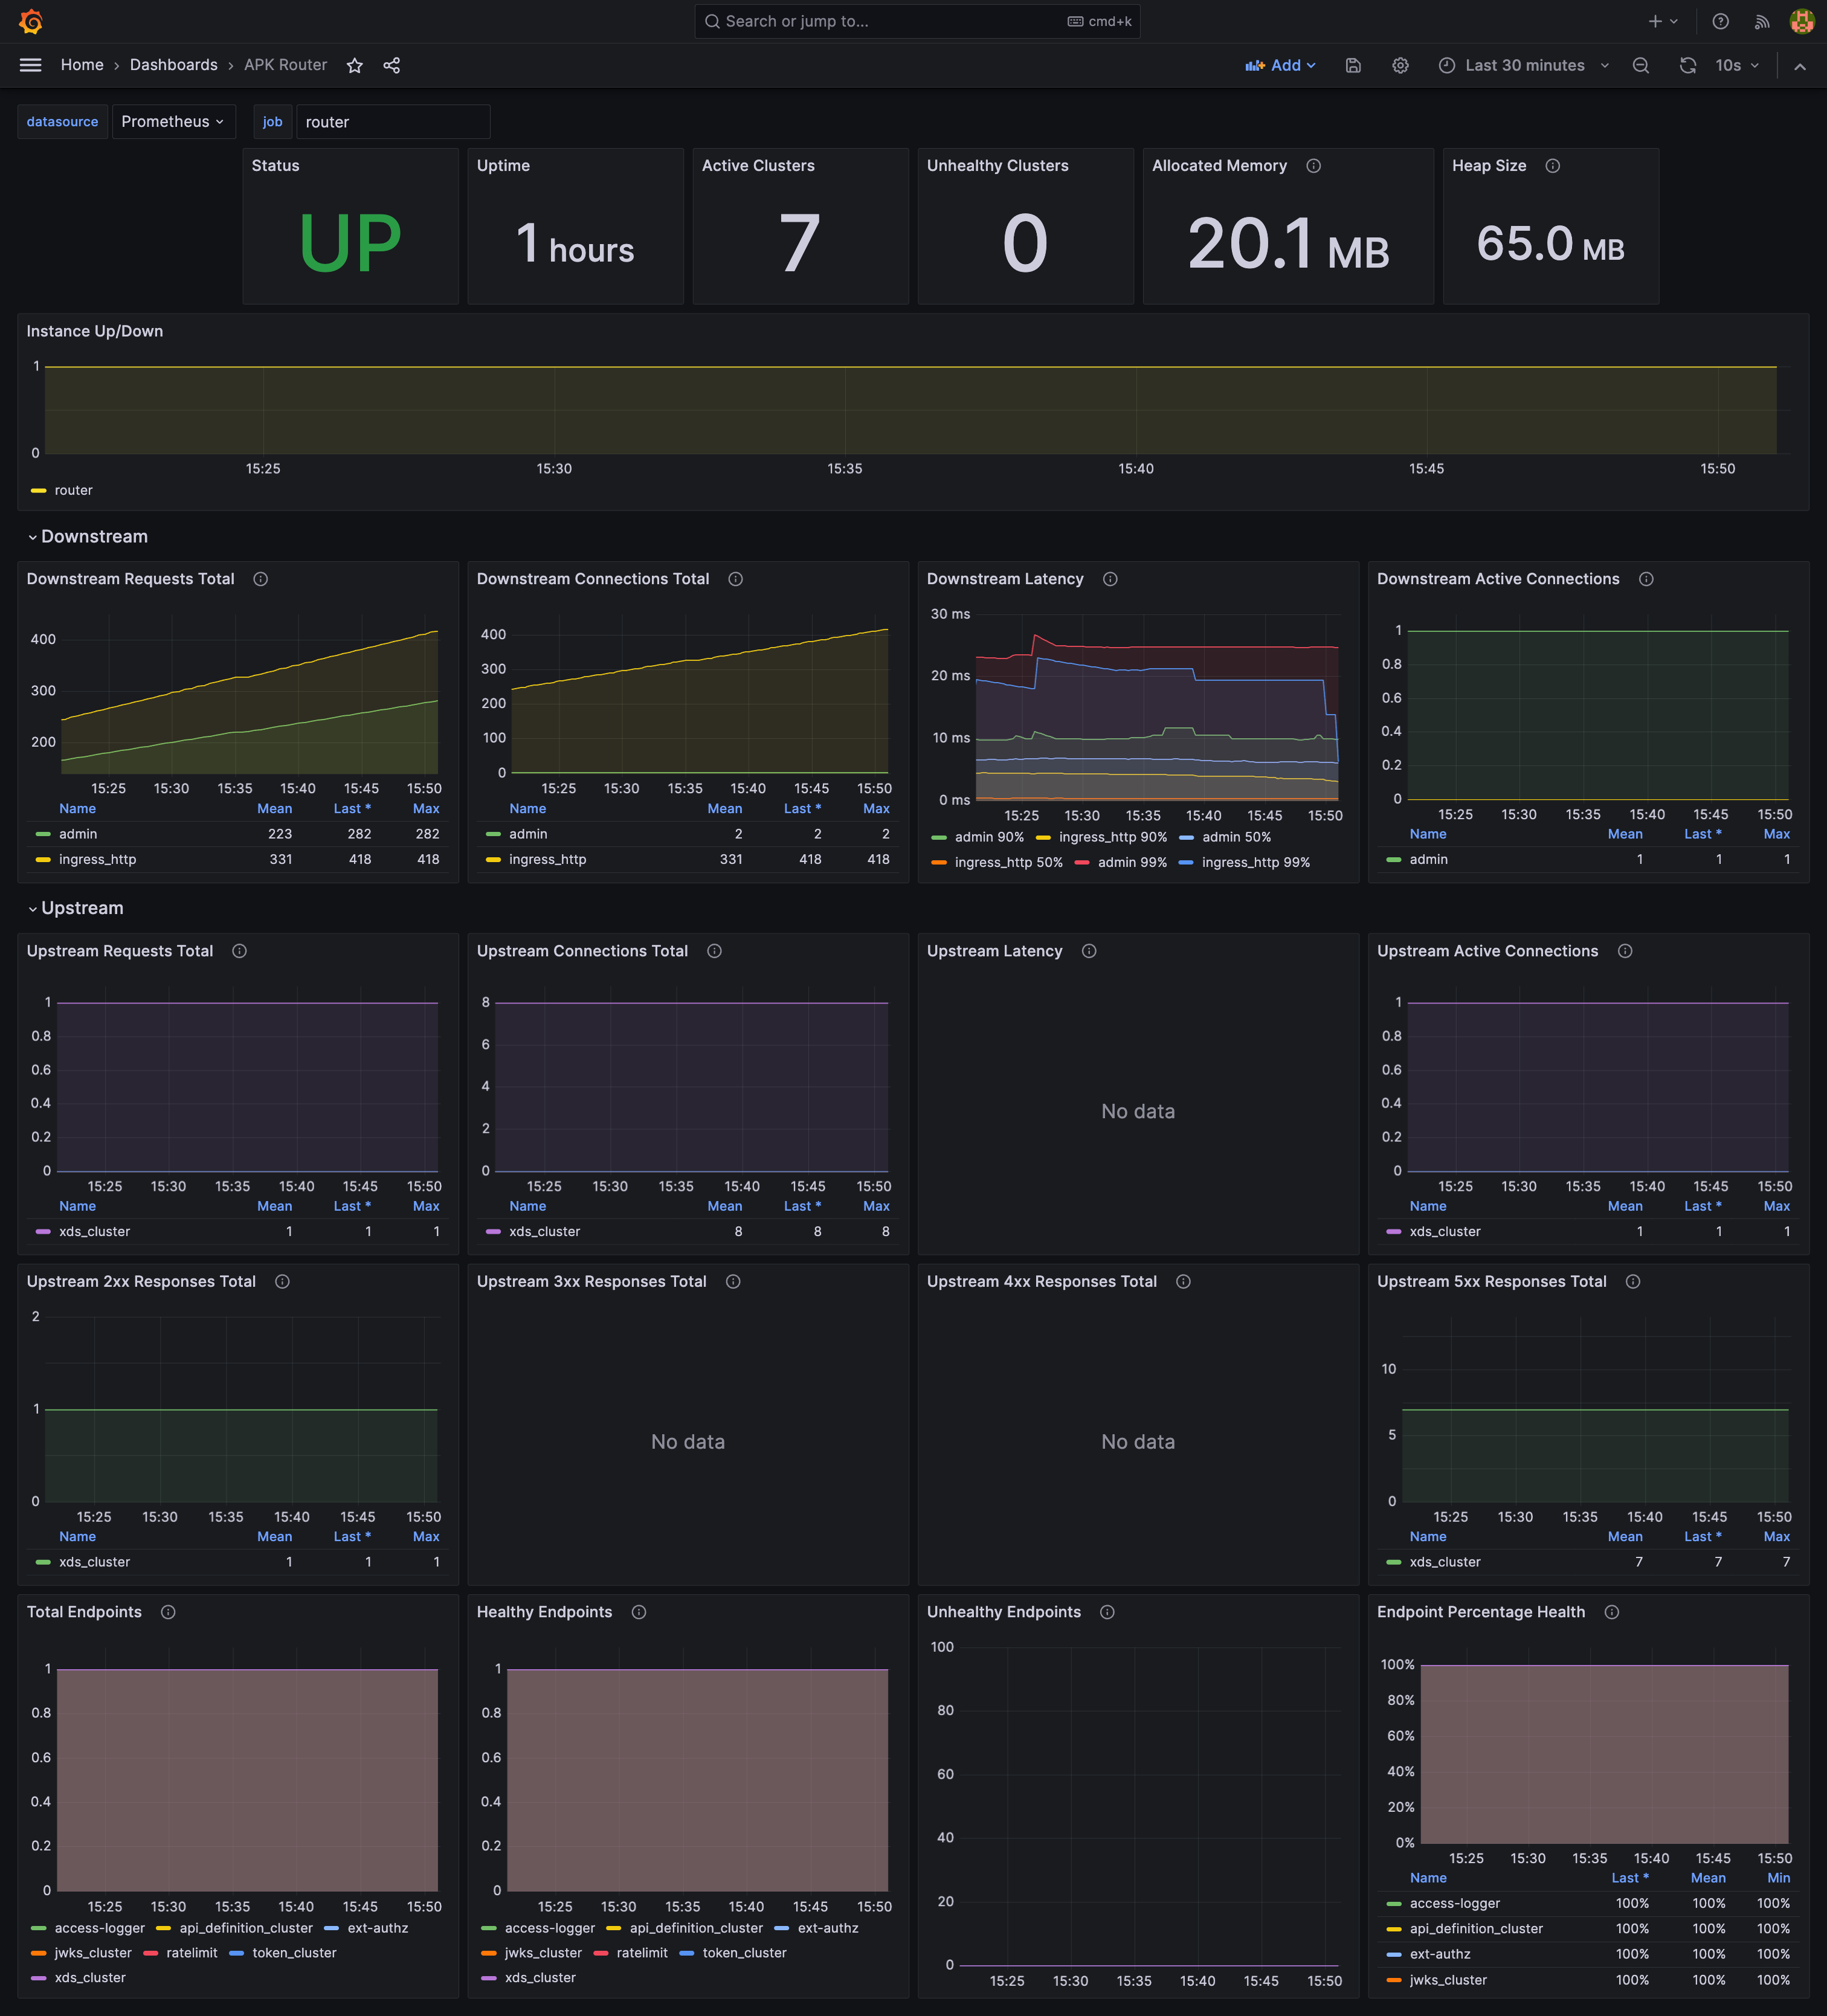 Search or jump to... cmd+k
Home › Dashboards › APK Router Add Last 30 minutes 10s
datasource Prometheus job router
Status Uptime Active Clusters Unhealthy Clusters Allocated Memory Heap Size
UP 1 hours 7 0 20.1 MB 65.0 MB
Instance Up/Down
1
0
15:25 15:30 15:35 15:40 15:45 15:50
router
Downstream
Downstream Requests Total
400
300
200
15:25 15:30 15:35 15:40 15:45 15:50
Name Mean Last * Max
admin 223 282 282
ingress_http 331 418 418
Downstream Connections Total
400
300
200
100
0
15:25 15:30 15:35 15:40 15:45 15:50
Name Mean Last * Max
admin 2 2 2
ingress_http 331 418 418
Downstream Latency
30 ms
20 ms
10 ms
0 ms
15:25 15:30 15:35 15:40 15:45 15:50
admin 90% ingress_http 90% admin 50%
ingress_http 50% admin 99% ingress_http 99%
Downstream Active Connections
1
0.8
0.6
0.4
0.2
0
15:25 15:30 15:35 15:40 15:45 15:50
Name Mean Last * Max
admin 1 1 1
Upstream
Upstream Requests Total
1
0.8
0.6
0.4
0.2
0
15:25 15:30 15:35 15:40 15:45 15:50
Name Mean Last * Max
xds_cluster 1 1 1
Upstream Connections Total
8
6
4
2
0
15:25 15:30 15:35 15:40 15:45 15:50
Name Mean Last * Max
xds_cluster 8 8 8
Upstream Latency
No data
Upstream Active Connections
1
0.8
0.6
0.4
0.2
0
15:25 15:30 15:35 15:40 15:45 15:50
Name Mean Last * Max
xds_cluster 1 1 1
Upstream 2xx Responses Total
2
1
0
15:25 15:30 15:35 15:40 15:45 15:50
Name Mean Last * Max
xds_cluster 1 1 1
Upstream 3xx Responses Total
No data
Upstream 4xx Responses Total
No data
Upstream 5xx Responses Total
10
5
0
15:25 15:30 15:35 15:40 15:45 15:50
Name Mean Last * Max
xds_cluster 7 7 7
Total Endpoints
1
0.8
0.6
0.4
0.2
0
15:25 15:30 15:35 15:40 15:45 15:50
access-logger api_definition_cluster ext-authz
jwks_cluster ratelimit token_cluster
xds_cluster
Healthy Endpoints
1
0.8
0.6
0.4
0.2
0
15:25 15:30 15:35 15:40 15:45 15:50
access-logger api_definition_cluster ext-authz
jwks_cluster ratelimit token_cluster
xds_cluster
Unhealthy Endpoints
100
80
60
40
20
0
15:25 15:30 15:35 15:40 15:45 15:50
Endpoint Percentage Health
100%
80%
60%
40%
20%
0%
15:25 15:30 15:35 15:40 15:45 15:50
Name Last * Mean Min
access-logger 100% 100% 100%
api_definition_cluster 100% 100% 100%
ext-authz 100% 100% 100%
jwks_cluster 100% 100% 100%